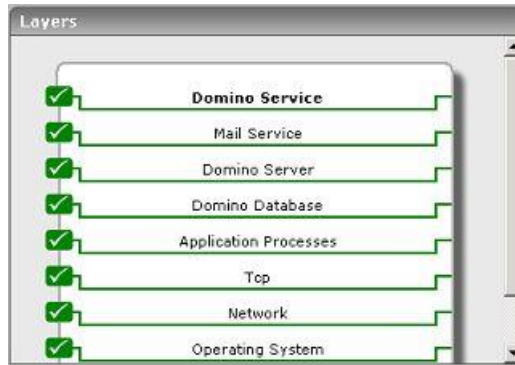 Layers
Domino Service
Mail Service
Domino Server
Domino Database
Application Processes
Tcp
Network
Operating System